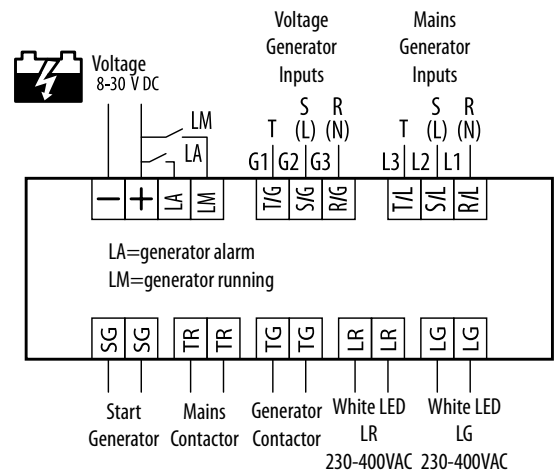 Voltage
8-30 V DC
Voltage
Generator
Inputs
Mains
Generator
Inputs
LM
LA
T
S
(L)
R
(N)
T
S
(L)
R
(N)
G1
G2
G3
L3
L2
L1
−
+
LA
LM
T/G
S/G
R/G
T/L
S/L
R/L
LA=generator alarm
LM=generator running
SG
SG
TR
TR
TG
TG
LR
LR
LG
LG
Start
Generator
Mains
Contactor
Generator
Contactor
White LED
LR
230-400VAC
White LED
LG
230-400VAC